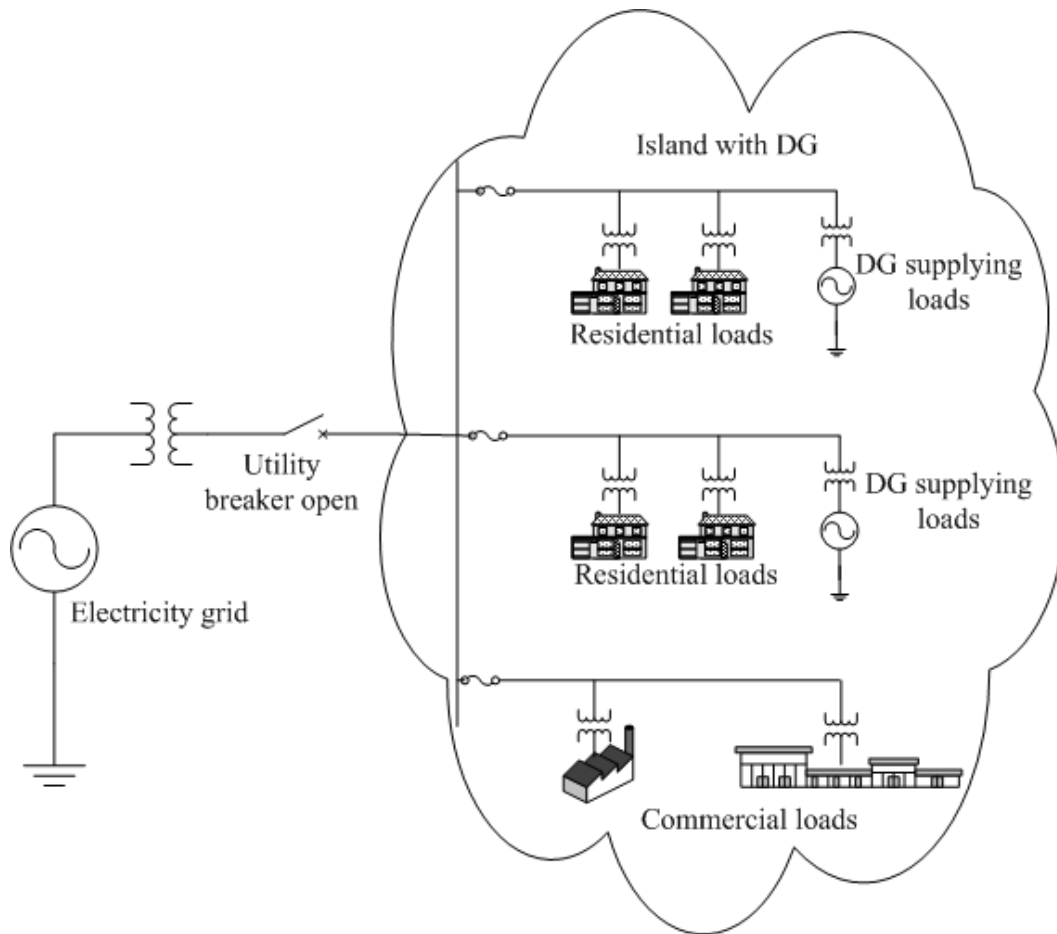 Island with DG
DG supplying
loads
Residential loads
Utility
breaker open
DG supplying
loads
Residential loads
Electricity grid
Commercial loads